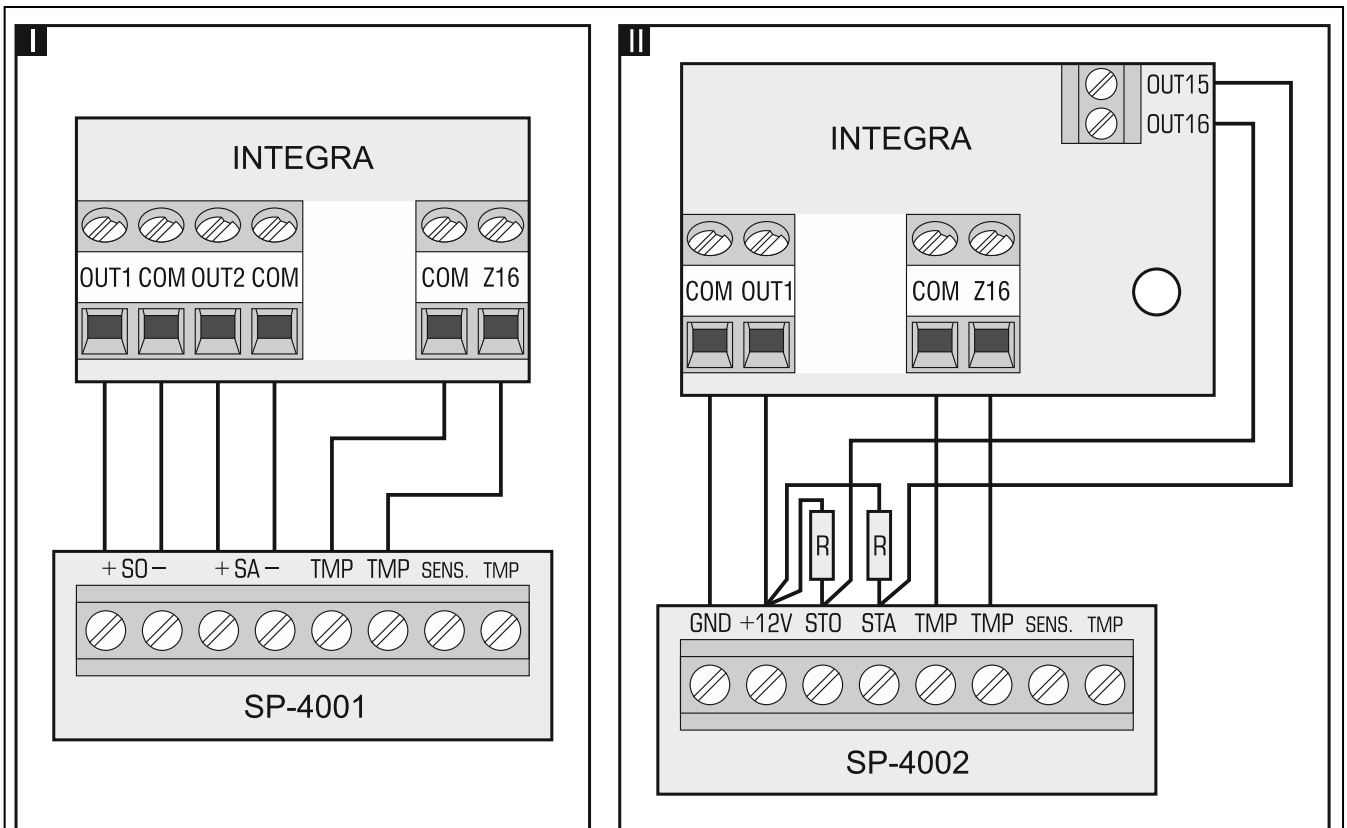 I
INTEGRA
OUT1 COM OUT2 COM
COM Z16
+ SO −
+ SA −
TMP TMP SENS. TMP
SP-4001
II
OUT15
OUT16
INTEGRA
COM OUT1
COM Z16
R
R
GND +12V STO STA TMP TMP SENS. TMP
SP-4002